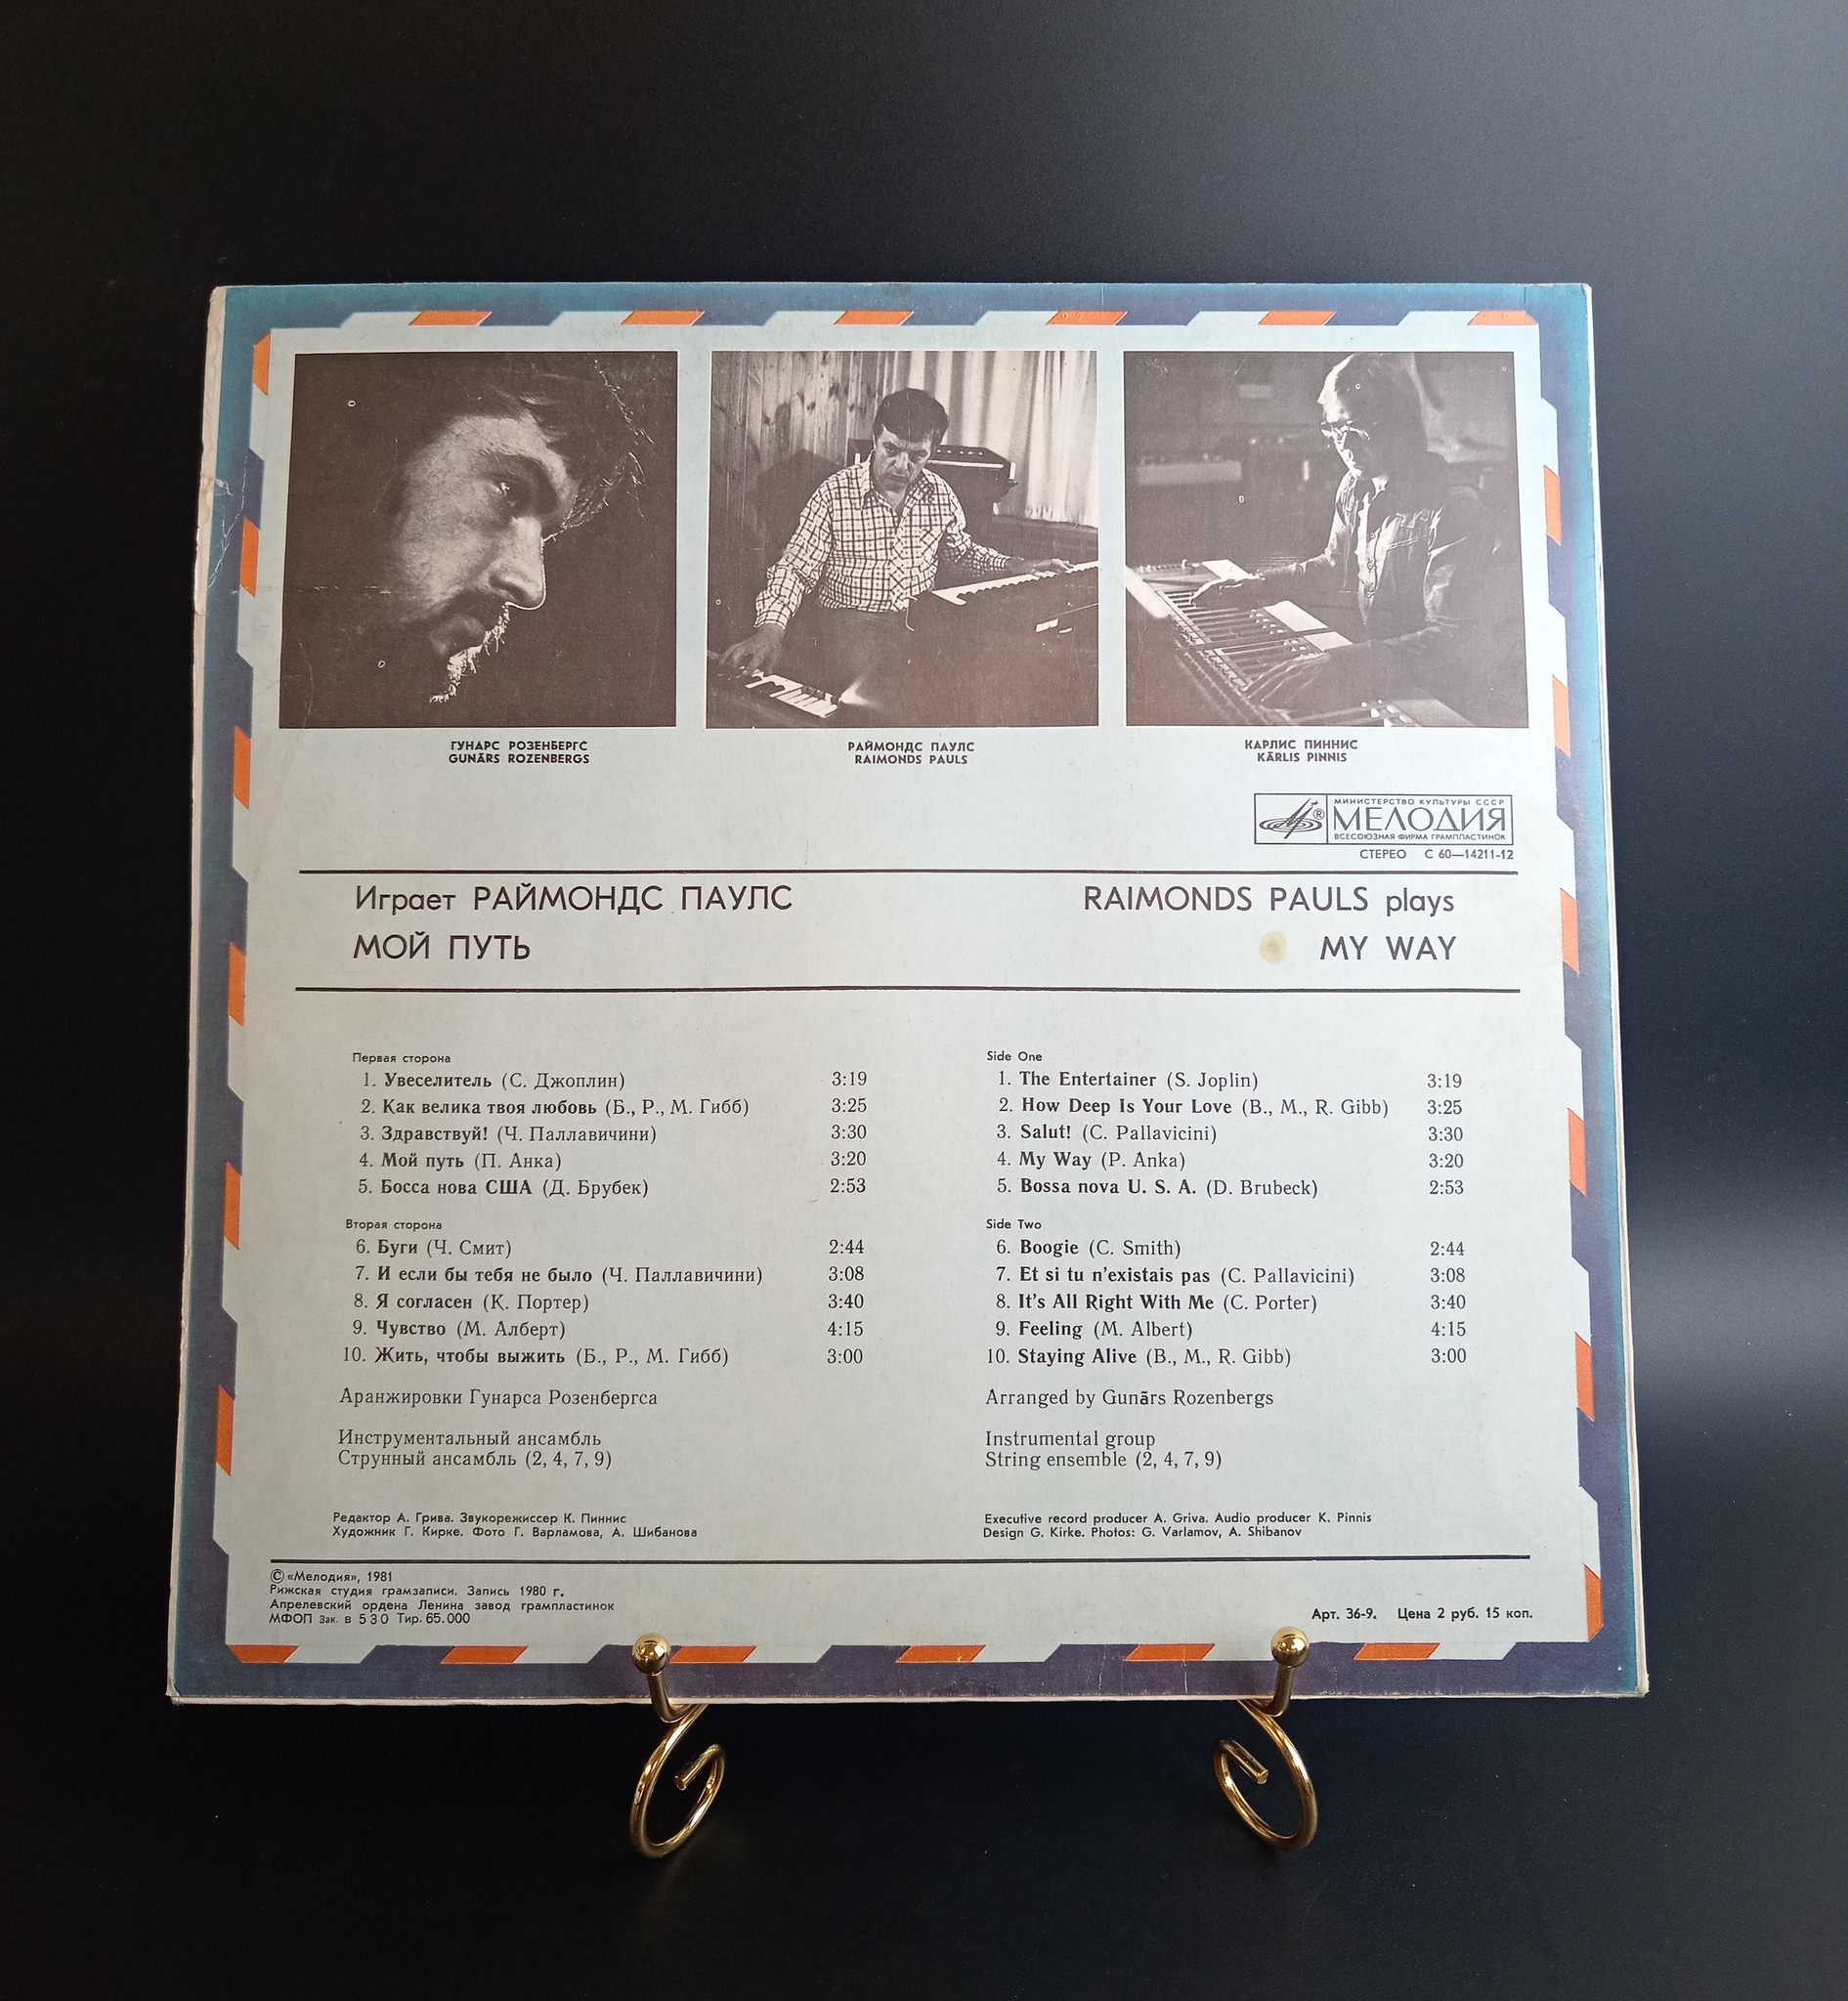 ГУНАРС РОЗЕНБЕРГС
GUNĀRS ROZENBERGS
РАЙМОНДС ПАУЛС
RAIMONDS PAULS
КАРЛИС ПИННИС
KĀRLIS PINNIS
МИНИСТЕРСТВО КУЛЬТУРЫ СССР
® МЕЛОДИЯ
ВСЕСОЮЗНАЯ ФИРМА ГРАМПЛАСТИНОК
СТЕРЕО С 60—14211-12
Играет РАЙМОНДС ПАУЛС
МОЙ ПУТЬ
RAIMONDS PAULS plays
MY WAY
Первая сторона
1. Увеселитель (С. Джоплин) 3:19
2. Как велика твоя любовь (Б., Р., М. Гибб) 3:25
3. Здравствуй! (Ч. Паллавичини) 3:30
4. Мой путь (П. Анка) 3:20
5. Босса нова США (Д. Брубек) 2:53
Вторая сторона
6. Буги (Ч. Смит) 2:44
7. И если бы тебя не было (Ч. Паллавичини) 3:08
8. Я согласен (К. Портер) 3:40
9. Чувство (М. Алберт) 4:15
10. Жить, чтобы выжить (Б., Р., М. Гибб) 3:00
Аранжировки Гунарса Розенбергса
Инструментальный ансамбль
Струнный ансамбль (2, 4, 7, 9)
Редактор А. Грива. Звукорежиссер К. Пиннис
Художник Г. Кирке. Фото Г. Варламова, А. Шибанова
Side One
1. The Entertainer (S. Joplin) 3:19
2. How Deep Is Your Love (B., M., R. Gibb) 3:25
3. Salut! (C. Pallavicini) 3:30
4. My Way (P. Anka) 3:20
5. Bossa nova U. S. A. (D. Brubeck) 2:53
Side Two
6. Boogie (C. Smith) 2:44
7. Et si tu n'existais pas (C. Pallavicini) 3:08
8. It's All Right With Me (C. Porter) 3:40
9. Feeling (M. Albert) 4:15
10. Staying Alive (B., M., R. Gibb) 3:00
Arranged by Gunārs Rozenbergs
Instrumental group
String ensemble (2, 4, 7, 9)
Executive record producer A. Griva. Audio producer K. Pinnis
Design G. Kirke. Photos: G. Varlamov, A. Shibanov
© «Мелодия», 1981
Рижская студия грамзаписи. Запись 1980 г.
Апрелевский ордена Ленина завод грампластинок
МФОП Зак. в 530 Тир. 65.000
Арт. 36-9. Цена 2 руб. 15 коп.